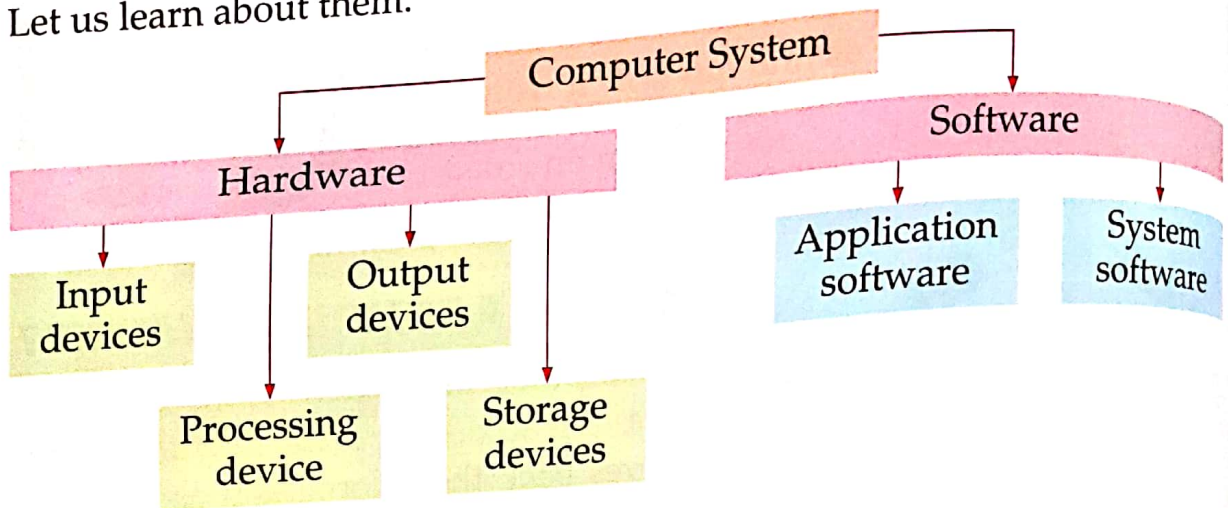 Let us learn about them.
Computer System
Hardware
Software
Input
devices
Processing
device
Output
devices
Storage
devices
Application
software
System
software